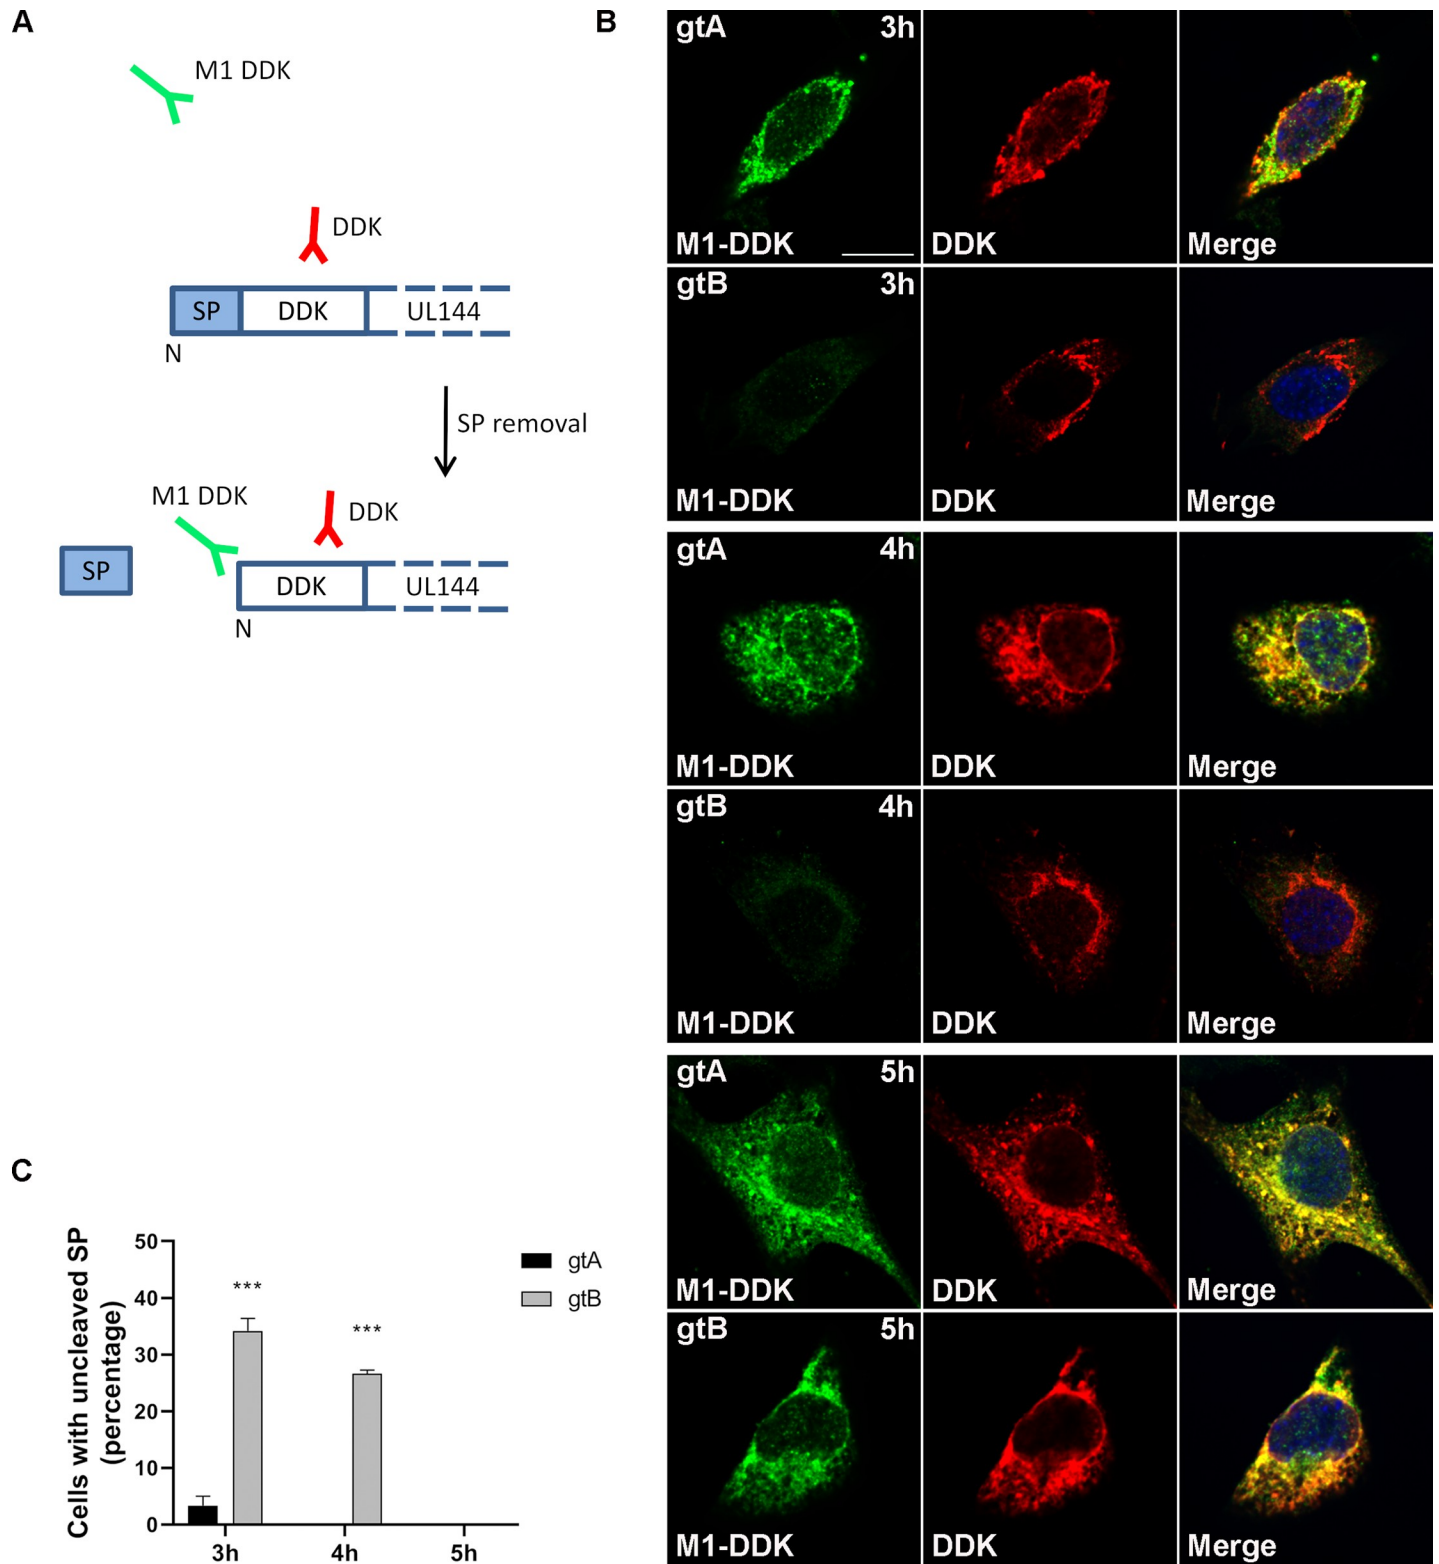 A
M1 DDK
DDK
SP
DDK
UL144
N
SP removal
M1 DDK
DDK
SP
DDK
UL144
N
B
gtA
3h
M1-DDK
DDK
Merge
gtB
3h
M1-DDK
DDK
Merge
gtA
4h
M1-DDK
DDK
Merge
gtB
4h
M1-DDK
DDK
Merge
gtA
5h
M1-DDK
DDK
Merge
gtB
5h
M1-DDK
DDK
Merge
C
Cells with uncleaved SP
(percentage)
50
40
30
20
10
0
***
***
3h
4h
5h
gtA
gtB